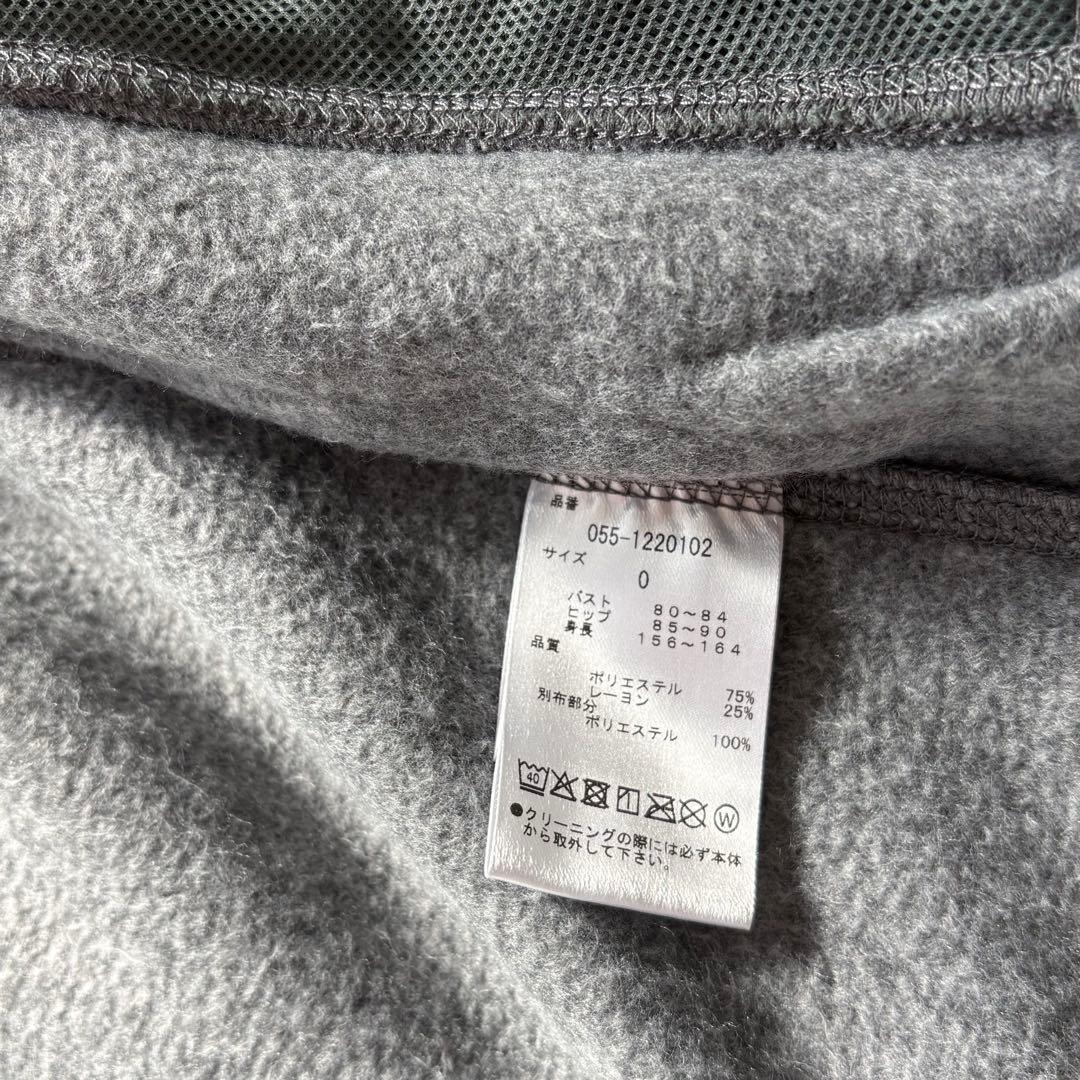 品番
055-1220102
サイズ
0
バスト 80～84
ヒップ 85～90
身長 156～164
品質
ポリエステル 75%
レーヨン 25%
別布部分
ポリエステル 100%
40 W
●クリーニングの際には必ず本体
から取外して下さい。